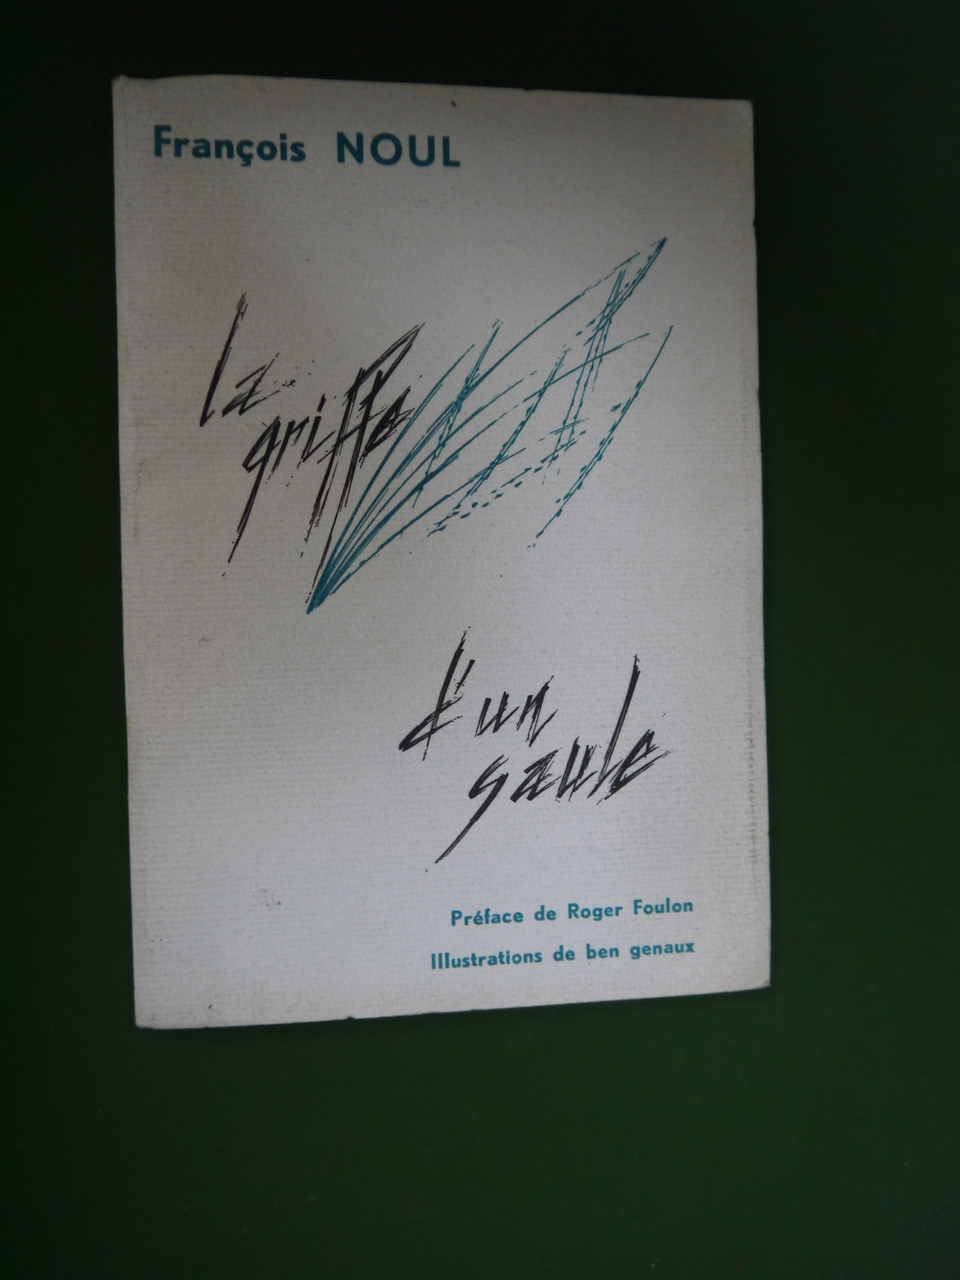 François NOUL
la
griffe
d'un
saule
Préface de Roger Foulon
Illustrations de ben genaux